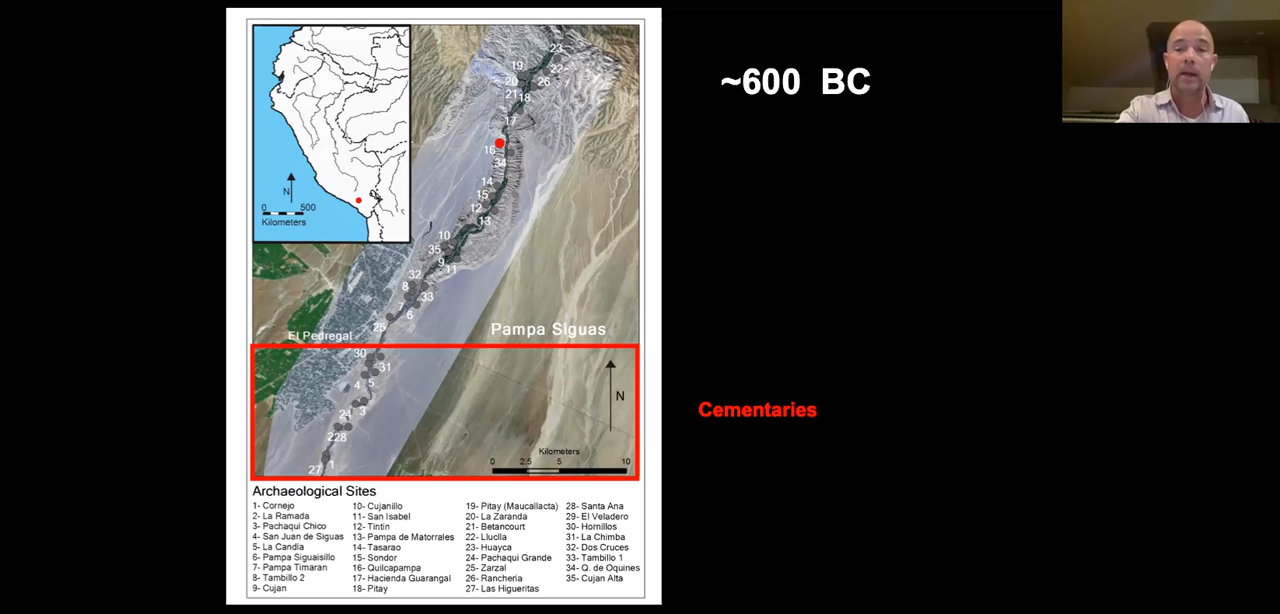 ~600 BC
Cementaries
N
0 500
Kilometers
23
19
22
20
26
21
18
17
16
34
14
15
12
13
10
35
9
11
32
8
33
7
6
25
El Pedregal
Pampa Siguas
30
31
4
5
24
3
228
27
1
N
Kilometers
0 2.5 5 10
Archaeological Sites
1- Cornejo
2- La Ramada
3- Pachaqui Chico
4- San Juan de Siguas
5- La Candia
6- Pampa Siguaisillo
7- Pampa Timaran
8- Tambillo 2
9- Cujan
10- Cujanillo
11- San Isabel
12- Tintín
13- Pampa de Matorrales
14- Tasarao
15- Sondor
16- Quilcapampa
17- Hacienda Guarangal
18- Pitay
19- Pitay (Maucallacta)
20- La Zaranda
21- Betancourt
22- Lluclla
23- Huayca
24- Pachaqui Grande
25- Zarzal
26- Rancheria
27- Las Higueritas
28- Santa Ana
29- El Veladero
30- Hornillos
31- La Chimba
32- Dos Cruces
33- Tambillo 1
34- Q. de Oquines
35- Cujan Alta